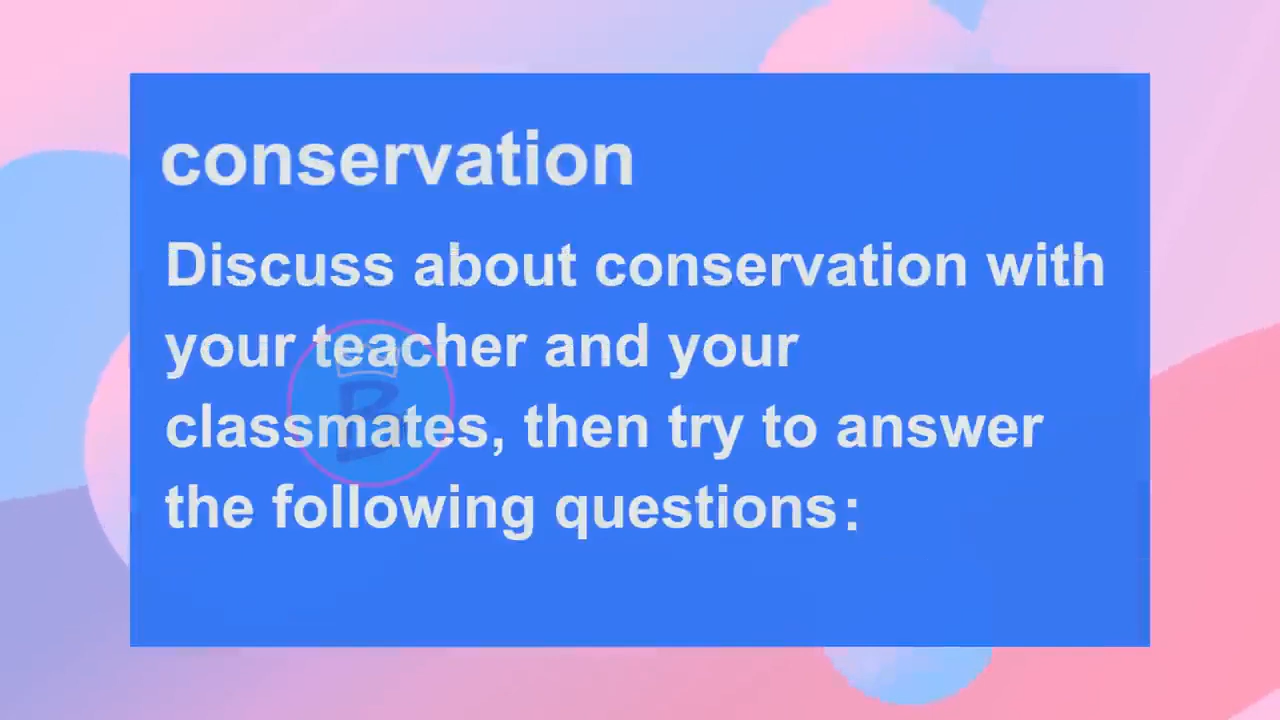 conservation
Discuss about conservation with
your teacher and your
classmates, then try to answer
the following questions:
B